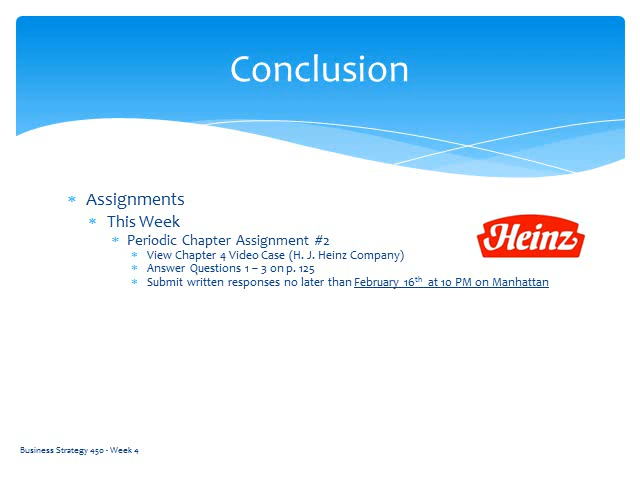 Conclusion
Assignments
This Week
Periodic Chapter Assignment #2
View Chapter 4 Video Case (H. J. Heinz Company)
Answer Questions 1 – 3 on p. 125
Submit written responses no later than February 16th at 10 PM on Manhattan
Heinz
Business Strategy 450 - Week 4